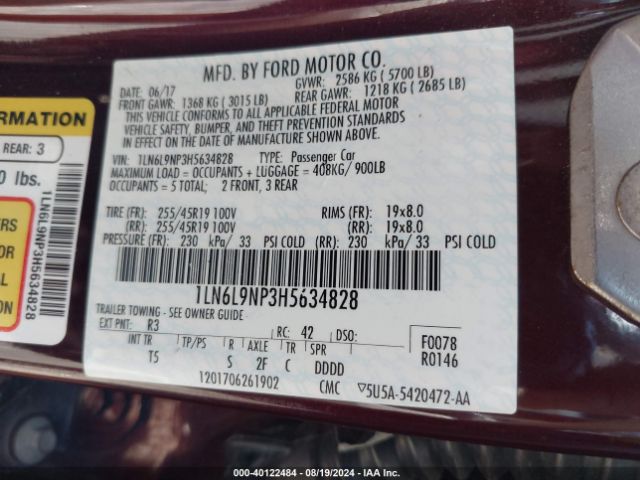 MFD. BY FORD MOTOR CO.
DATE: 06/17 GVWR: 2586 KG ( 5700 LB)
FRONT GAWR: 1368 KG ( 3015 LB) REAR GAWR: 1218 KG ( 2685 LB)
THIS VEHICLE CONFORMS TO ALL APPLICABLE FEDERAL MOTOR
VEHICLE SAFETY, BUMPER, AND THEFT PREVENTION STANDARDS
IN EFFECT ON THE DATE OF MANUFACTURE SHOWN ABOVE.
VIN: 1LN6L9NP3H5634828 TYPE: Passenger Car
MAXIMUM LOAD = OCCUPANTS + LUGGAGE = 408KG/ 900LB
OCCUPANTS = 5 TOTAL; 2 FRONT, 3 REAR
TIRE (FR): 255/45R19 100V RIMS (FR): 19x8.0
(RR): 255/45R19 100V (RR): 19x8.0
PRESSURE (FR): 230 kPa/ 33 PSI COLD (RR): 230 kPa/ 33 PSI COLD
1LN6L9NP3H5634828
TRAILER TOWING - SEE OWNER GUIDE
EXT PNT: R3 RC: 42 DSO:
INT TR TP/PS R AXLE TR SPR
T5 S 2F C DDDD
F0078
R0146
1201706261902 CMC ▽5U5A-5420472-AA
ORMATION
REAR: 3
0 lbs.
ERS
OR
AL
1LN6L9NP3H5634828
000-40122484 - 08/19/2024 - IAA Inc.